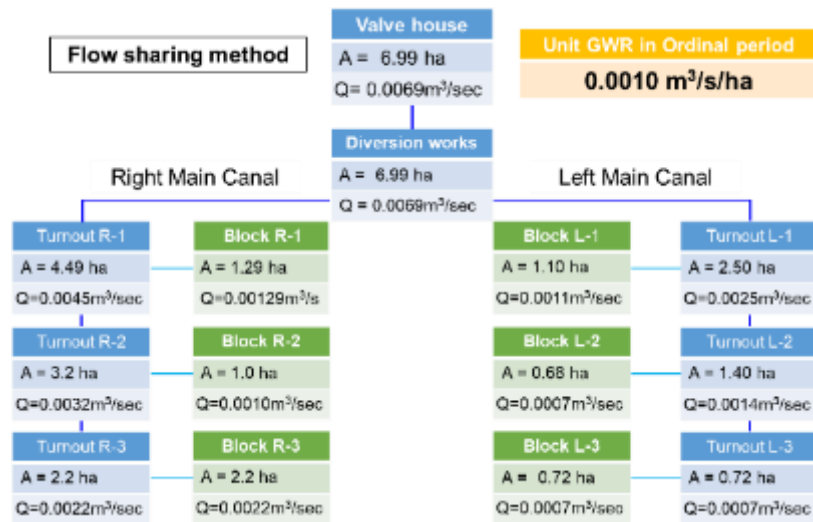 Valve house
A = 6.99 ha
Q= 0.0069m³/sec
Flow sharing method
Unit GWR in Ordinal period
0.0010 m³/s/ha
Diversion works
A = 6.99 ha
Q = 0.0069m³/sec
Right Main Canal
Left Main Canal
Turnout R-1
A = 4.49 ha
Q=0.0045m³/sec
Block R-1
A = 1.29 ha
Q=0.00129m³/s
Block L-1
A = 1.10 ha
Q=0.0011m³/sec
Turnout L-1
A = 2.50 ha
Q=0.0025m³/sec
Turnout R-2
A = 3.2 ha
Q=0.0032m³/sec
Block R-2
A = 1.0 ha
Q=0.0010m³/sec
Block L-2
A = 0.68 ha
Q=0.0007m³/sec
Turnout L-2
A = 1.40 ha
Q=0.0014m³/sec
Turnout R-3
A = 2.2 ha
Q=0.0022m³/sec
Block R-3
A = 2.2 ha
Q=0.0022m³/sec
Block L-3
A = 0.72 ha
Q=0.0007m³/sec
Turnout L-3
A = 0.72 ha
Q=0.0007m³/sec